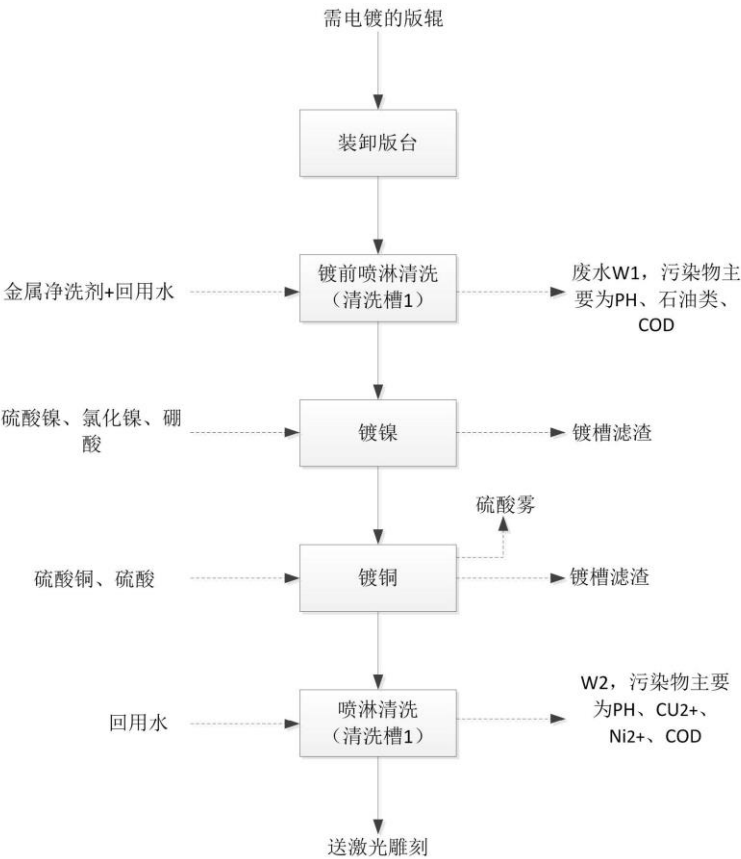 需电镀的版辊
装卸版台
金属净洗剂+回用水
镀前喷淋清洗
（清洗槽1）
废水W1，污染物主
要为PH、石油类、
COD
硫酸镍、氯化镍、硼
酸
镀镍
镀槽滤渣
硫酸雾
硫酸铜、硫酸
镀铜
镀槽滤渣
回用水
喷淋清洗
（清洗槽1）
W2，污染物主要
为PH、CU2+、
Ni2+、COD
送激光雕刻